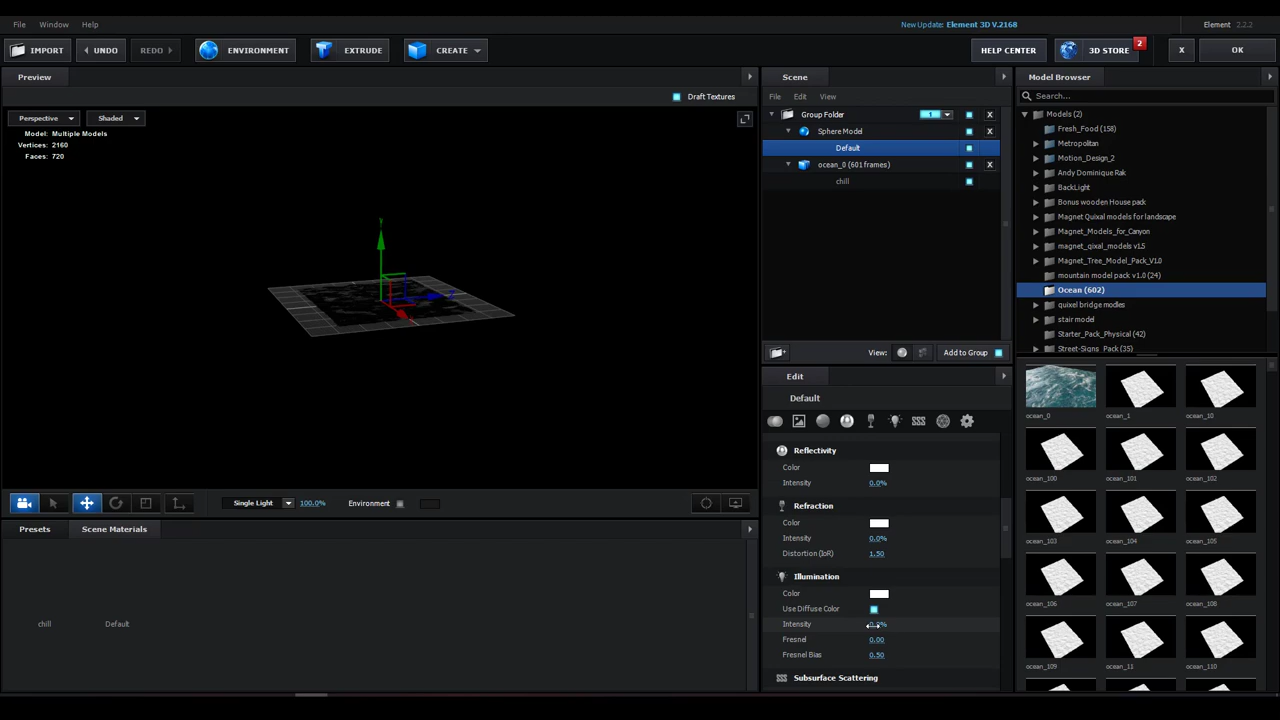 File Window Help New Update: Element 3D V.2168 Element 2.2.2
IMPORT UNDO REDO ENVIRONMENT EXTRUDE CREATE HELP CENTER 3D STORE 2 X OK
Preview
Draft Textures
Perspective Shaded
Model: Multiple Models
Vertices: 2160
Faces: 720
Y
Single Light 100.0% Environment
Presets Scene Materials
chill Default
Scene
File Edit View
Group Folder 1 X
Sphere Model X
Default
ocean_0 (601 frames) X
chill
View: Add to Group
Edit
Default
Reflectivity
Color
Intensity 0.0%
Refraction
Color
Intensity 0.0%
Distortion (IoR) 1.50
Illumination
Color
Use Diffuse Color
Intensity
Fresnel 0.00
Fresnel Bias 0.50
Subsurface Scattering
Model Browser
Search...
Models (2)
Fresh_Food (158)
Metropolitan
Motion_Design_2
Andy Dominique Rak
BackLight
Bonus wooden House pack
Magnet Quixal models for landscape
Magnet_Models_for_Canyon
magnet_qixal_models v1.5
Magnet_Tree_Model_Pack_V1.0
mountain model pack v1.0 (24)
Ocean (602)
quixel bridge modles
stair model
Starter_Pack_Physical (42)
Street-Signs_Pack (35)
ocean_0 ocean_1 ocean_10
ocean_100 ocean_101 ocean_102
ocean_103 ocean_104 ocean_105
ocean_106 ocean_107 ocean_108
ocean_109 ocean_11 ocean_110